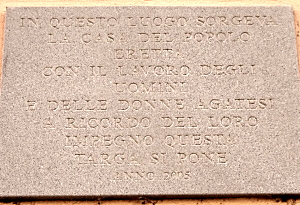 IN QUESTO LUOGO SORGEVA
LA CASA DEL POPOLO
ERETTA
CON IL LAVORO DEGLI
UOMINI
E DELLE DONNE AGATESI
A RICORDO DEL LORO
IMPEGNO QUESTA
TARGA SI PONE
ANNO 2005